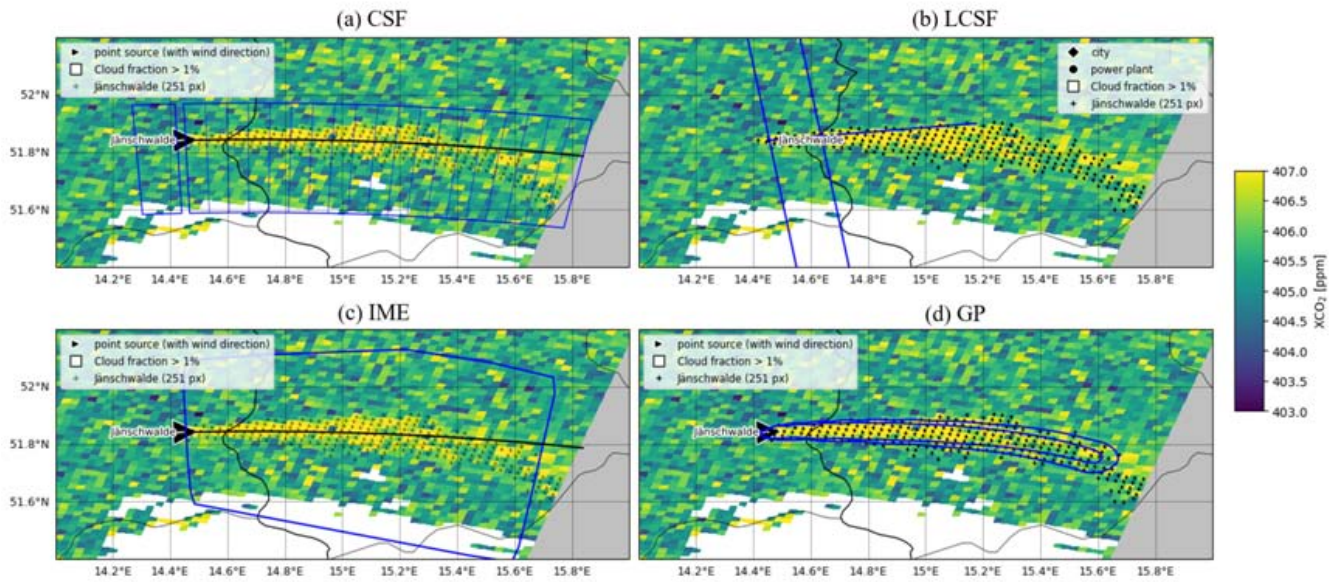 (a) CSF
(b) LCSF
point source (with wind direction)
Cloud fraction > 1%
Jänschwalde (251 px)
city
power plant
Cloud fraction > 1%
Jänschwalde (251 px)
52°N
51.8°N
51.6°N
Jänschwalde
Jänschwalde
14.2°E 14.4°E 14.6°E 14.8°E 15.0°E 15.2°E 15.4°E 15.6°E 15.8°E
14.2°E 14.4°E 14.6°E 14.8°E 15.0°E 15.2°E 15.4°E 15.6°E 15.8°E
(c) IME
(d) GP
point source (with wind direction)
Cloud fraction > 1%
Jänschwalde (251 px)
point source (with wind direction)
Cloud fraction > 1%
Jänschwalde (251 px)
52°N
51.8°N
51.6°N
Jänschwalde
Jänschwalde
14.2°E 14.4°E 14.6°E 14.8°E 15.0°E 15.2°E 15.4°E 15.6°E 15.8°E
14.2°E 14.4°E 14.6°E 14.8°E 15.0°E 15.2°E 15.4°E 15.6°E 15.8°E
407.0
406.5
406.0
405.5
405.0
404.5
404.0
403.5
403.0
XCO₂ [ppm]